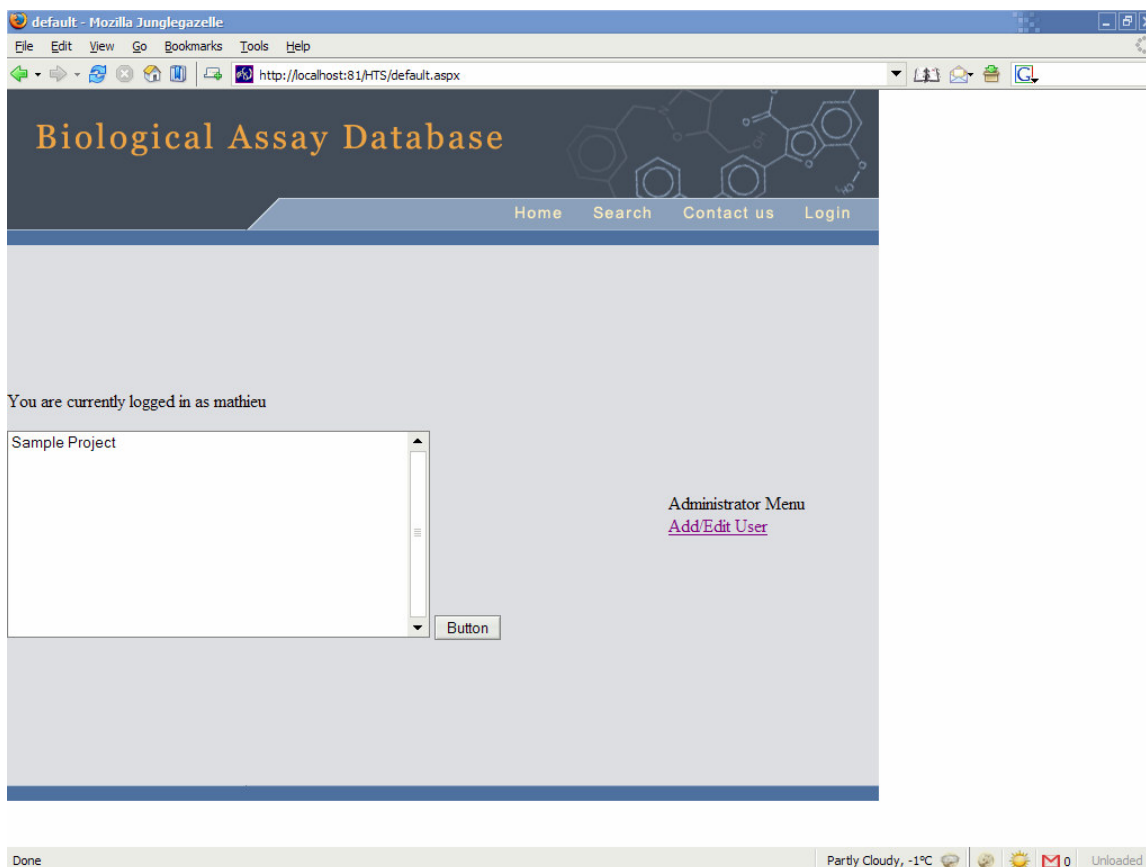 default - Mozilla Junglegazelle
File Edit View Go Bookmarks Tools Help
http://localhost:81/HTS/default.aspx
G
Biological Assay Database
Home Search Contact us Login
You are currently logged in as mathieu
Sample Project
Administrator Menu
Add/Edit User
Button
Done Partly Cloudy, -1°C 0 Unloaded